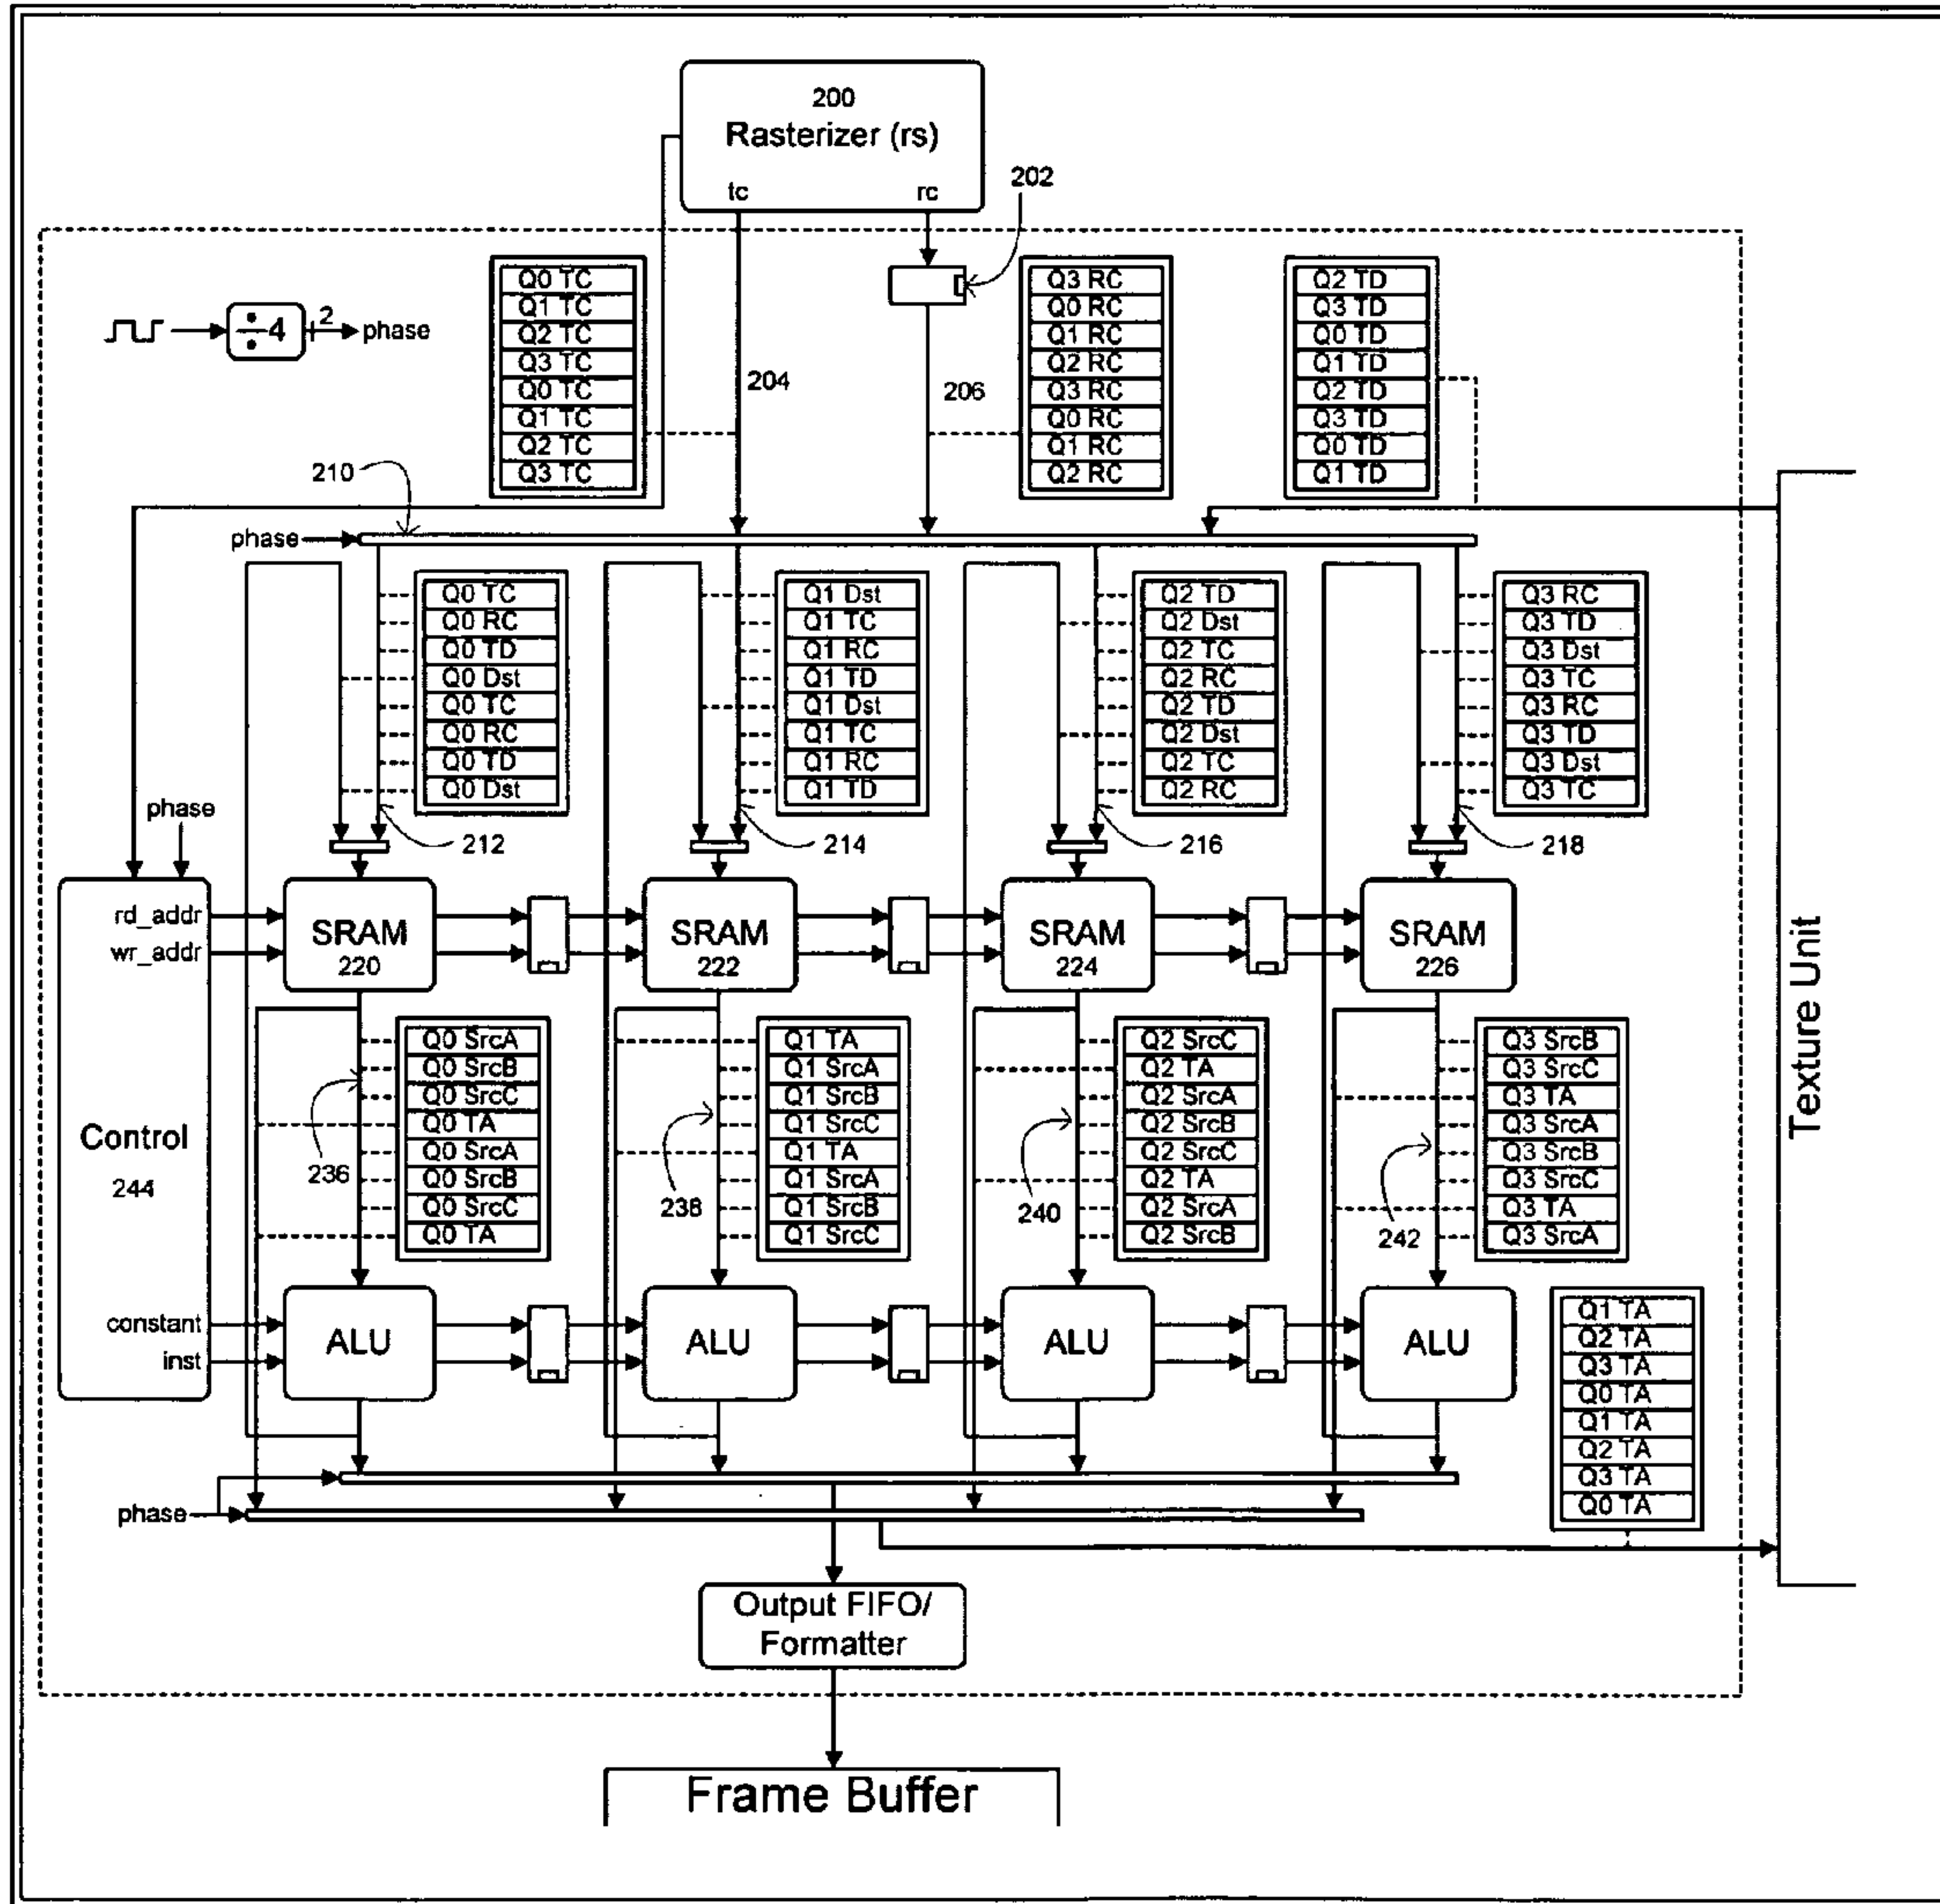 200
Rasterizer (rs)
tc
rc
202
÷4
2
phase
Q0 TC
Q1 TC
Q2 TC
Q3 TC
Q0 TC
Q1 TC
Q2 TC
Q3 TC
204
206
Q3 RC
Q0 RC
Q1 RC
Q2 RC
Q3 RC
Q0 RC
Q1 RC
Q2 RC
Q2 TD
Q3 TD
Q0 TD
Q1 TD
Q2 TD
Q3 TD
Q0 TD
Q1 TD
210
phase
Q0 TC
Q0 RC
Q0 TD
Q0 Dst
Q0 TC
Q0 RC
Q0 TD
Q0 Dst
Q1 Dst
Q1 TC
Q1 RC
Q1 TD
Q1 Dst
Q1 TC
Q1 RC
Q1 TD
Q2 TD
Q2 Dst
Q2 TC
Q2 RC
Q2 TD
Q2 Dst
Q2 TC
Q2 RC
Q3 RC
Q3 TD
Q3 Dst
Q3 TC
Q3 RC
Q3 TD
Q3 Dst
Q3 TC
phase
212
214
216
218
rd_addr
wr_addr
SRAM
220
SRAM
222
SRAM
224
SRAM
226
Texture Unit
Control
244
Q0 SrcA
Q0 SrcB
Q0 SrcC
Q0 TA
Q0 SrcA
Q0 SrcB
Q0 SrcC
Q0 TA
236
Q1 TA
Q1 SrcA
Q1 SrcB
Q1 SrcC
Q1 TA
Q1 SrcA
Q1 SrcB
Q1 SrcC
238
Q2 SrcC
Q2 TA
Q2 SrcA
Q2 SrcB
Q2 SrcC
Q2 TA
Q2 SrcA
Q2 SrcB
240
Q3 SrcB
Q3 SrcC
Q3 TA
Q3 SrcA
Q3 SrcB
Q3 SrcC
Q3 TA
Q3 SrcA
242
constant
inst
ALU
ALU
ALU
ALU
Q1 TA
Q2 TA
Q3 TA
Q0 TA
Q1 TA
Q2 TA
Q3 TA
Q0 TA
phase
Output FIFO/
Formatter
Frame Buffer